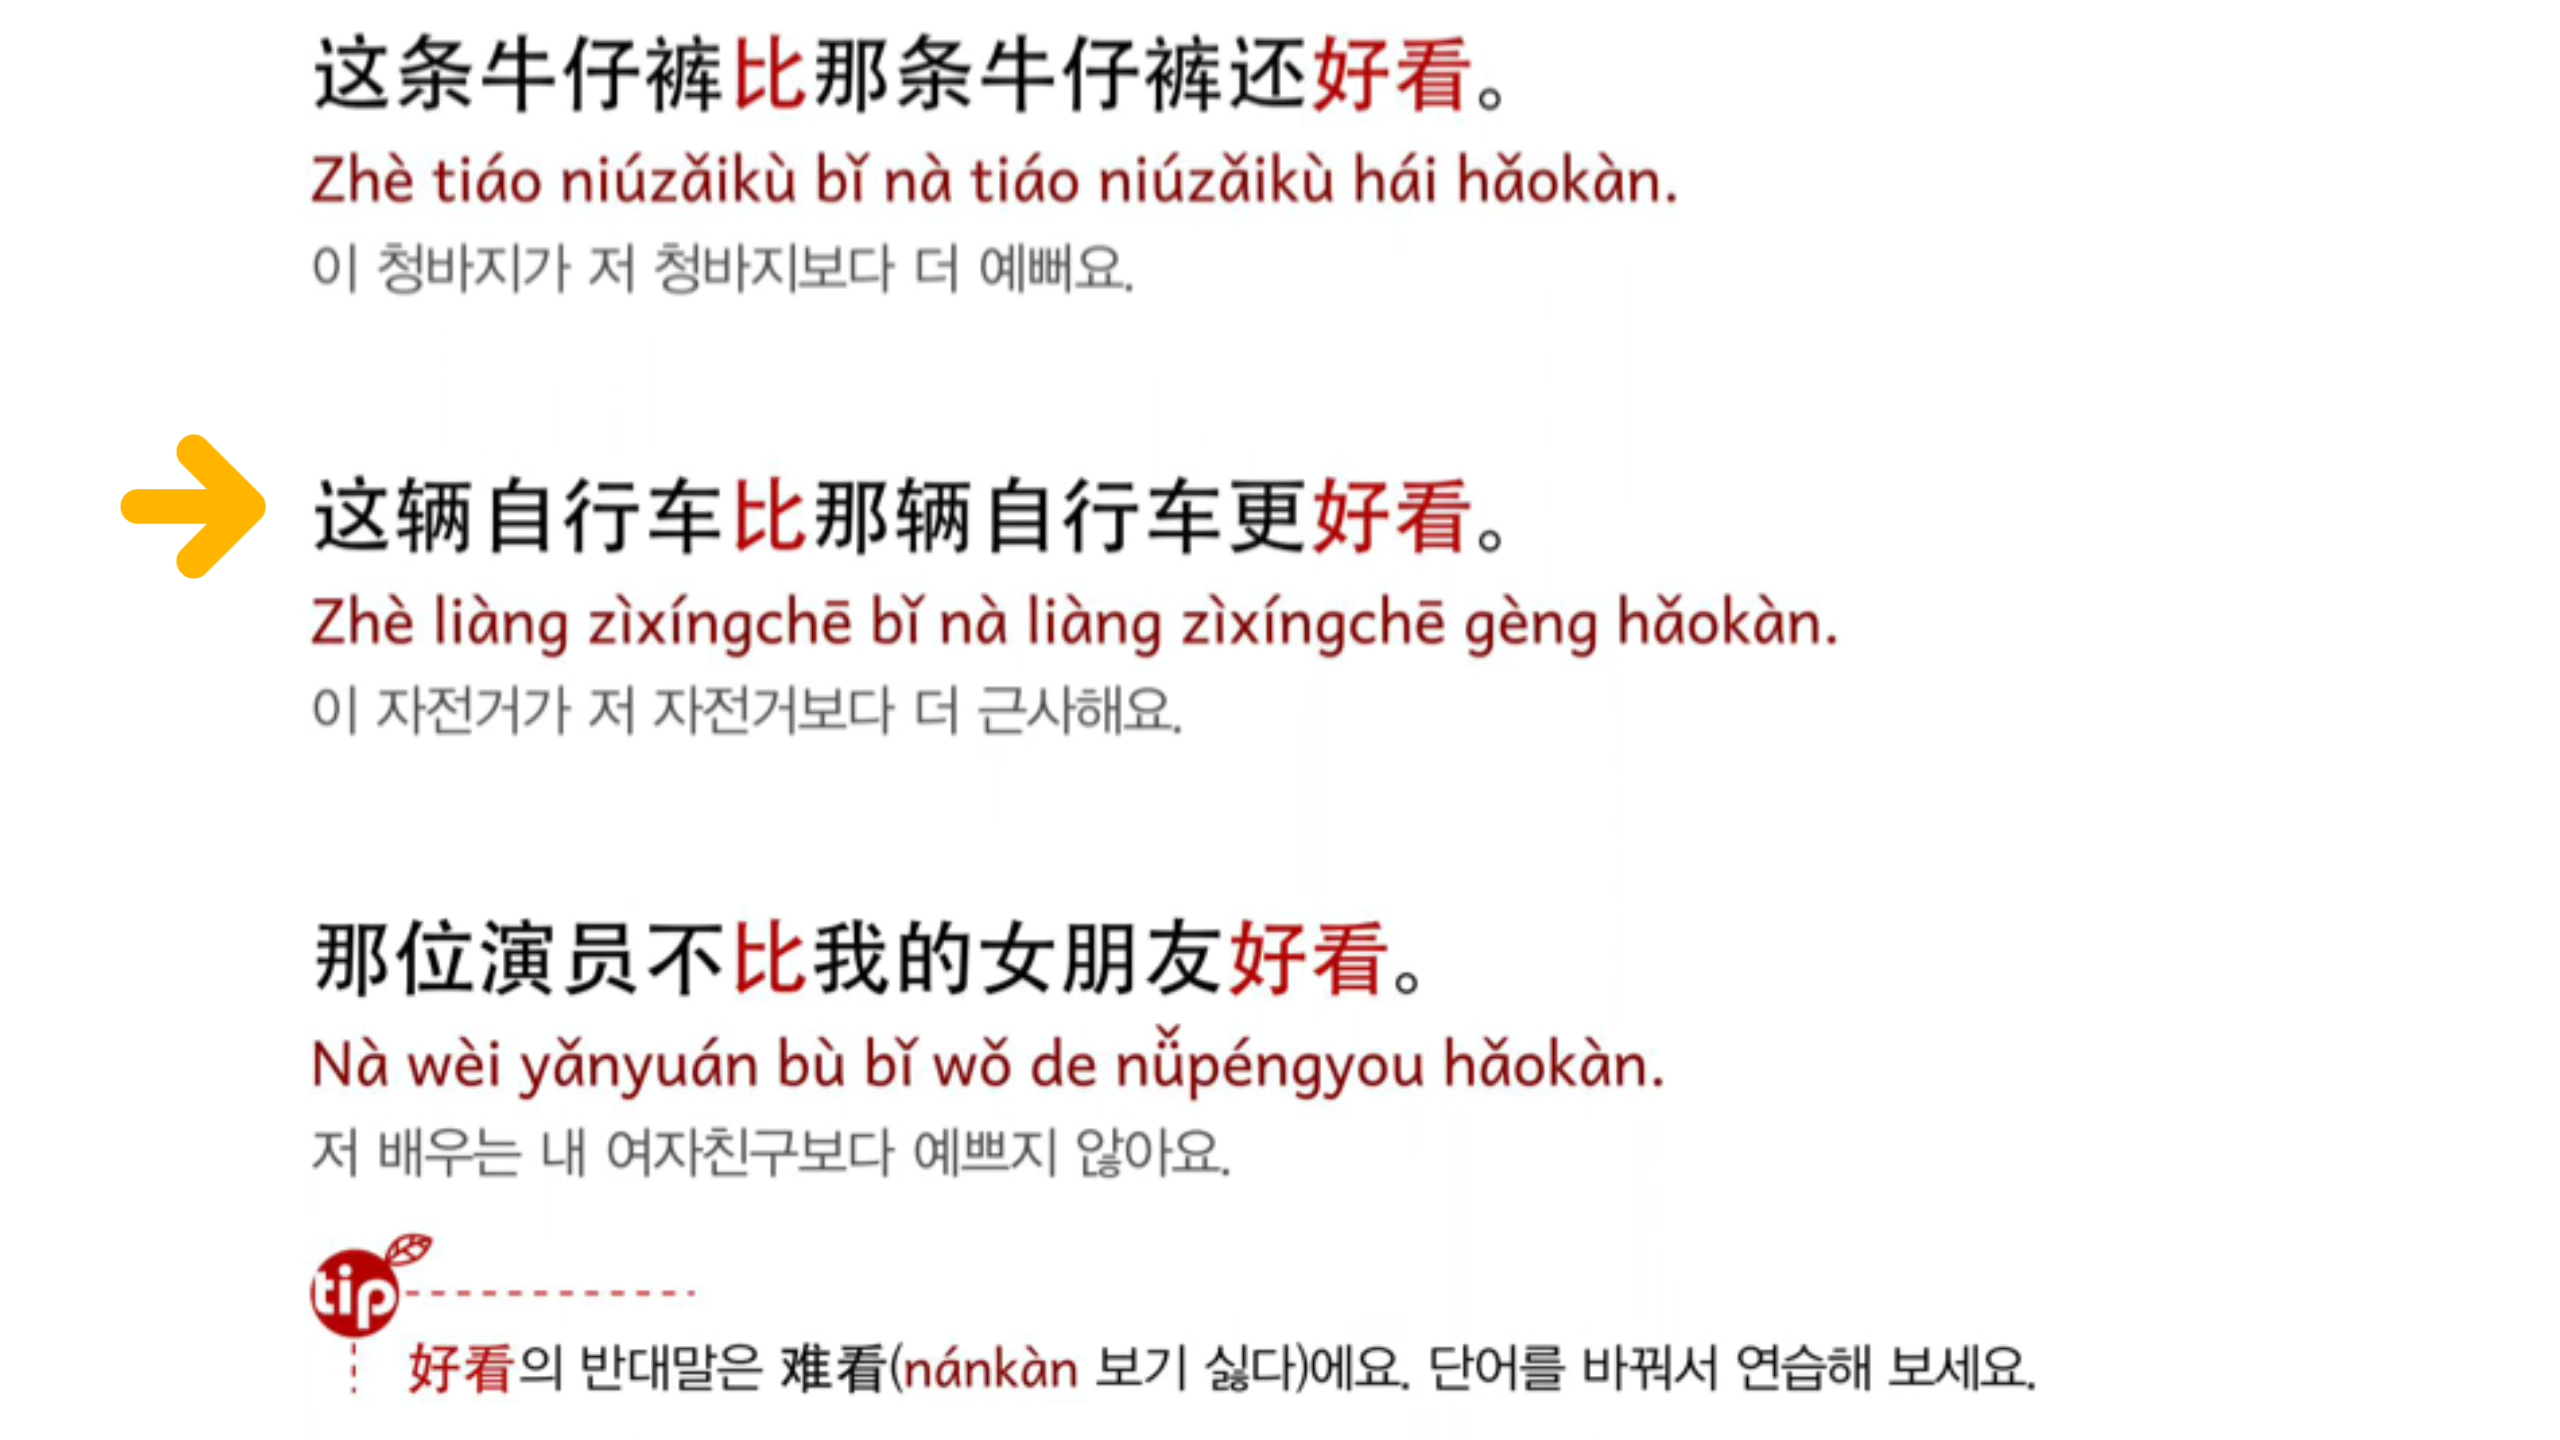 这条牛仔裤比那条牛仔裤还好看。
Zhè tiáo niúzǎikù bǐ nà tiáo niúzǎikù hái hǎokàn.
이 청바지가 저 청바지보다 더 예뻐요.
这辆自行车比那辆自行车更好看。
Zhè liàng zìxíngchē bǐ nà liàng zìxíngchē gèng hǎokàn.
이 자전거가 저 자전거보다 더 근사해요.
那位演员不比我的女朋友好看。
Nà wèi yǎnyuán bù bǐ wǒ de nǚpéngyou hǎokàn.
저 배우는 내 여자친구보다 예쁘지 않아요.
tip
好看의 반대말은 难看(nánkàn 보기 싫다)에요. 단어를 바꿔서 연습해 보세요.